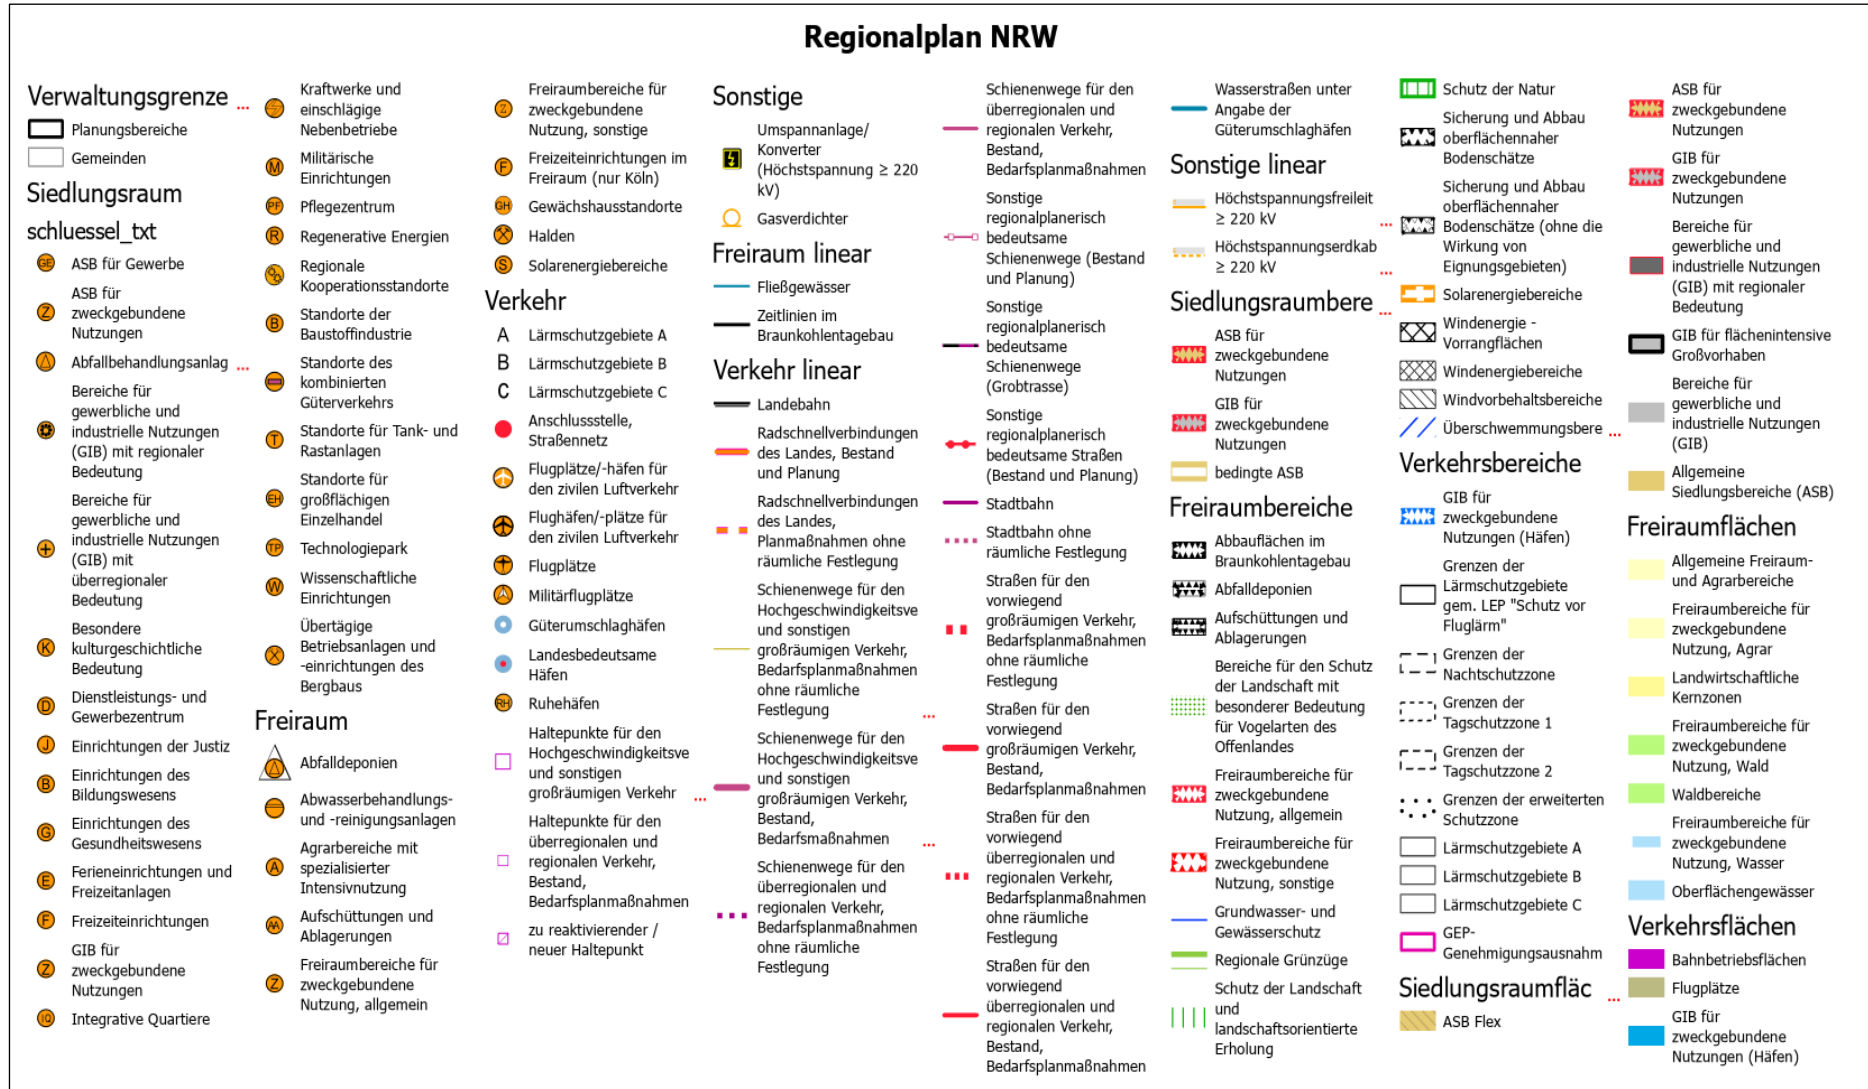 Regionalplan NRW
Verwaltungsgrenze ...
Planungsbereiche
Gemeinden
Siedlungsraum
schluessel_txt
GE ASB für Gewerbe
ASB für
Z zweckgebundene
Nutzungen
Abfallbehandlungsanlag ...
Bereiche für
gewerbliche und
industrielle Nutzungen
(GIB) mit regionaler
Bedeutung
Bereiche für
gewerbliche und
industrielle Nutzungen
(GIB) mit
überregionaler
Bedeutung
Besondere
K kulturgeschichtliche
Bedeutung
D Dienstleistungs- und
Gewerbezentrum
J Einrichtungen der Justiz
B Einrichtungen des
Bildungswesens
G Einrichtungen des
Gesundheitswesens
E Ferieneinrichtungen und
Freizeitanlagen
F Freizeiteinrichtungen
GIB für
Z zweckgebundene
Nutzungen
IQ Integrative Quartiere
Kraftwerke und
einschlägige
Nebenbetriebe
M Militärische
Einrichtungen
PF Pflegezentrum
R Regenerative Energien
Regionale
Kooperationsstandorte
B Standorte der
Baustoffindustrie
Standorte des
kombinierten
Güterverkehrs
T Standorte für Tank- und
Rastanlagen
Standorte für
EH großflächigen
Einzelhandel
TP Technologiepark
W Wissenschaftliche
Einrichtungen
Übertägige
Betriebsanlagen und
-einrichtungen des
Bergbaus
Freiraum
Abfalldeponien
Abwasserbehandlungs-
und -reinigungsanlagen
Agrarbereiche mit
A spezialisierter
Intensivnutzung
AA Aufschüttungen und
Ablagerungen
Freiraumbereiche für
Z zweckgebundene
Nutzung, allgemein
Freiraumbereiche für
Z zweckgebundene
Nutzung, sonstige
F Freizeiteinrichtungen im
Freiraum (nur Köln)
GH Gewächshausstandorte
Halden
S Solarenergiebereiche
Verkehr
A Lärmschutzgebiete A
B Lärmschutzgebiete B
C Lärmschutzgebiete C
Anschlussstelle,
Straßennetz
Flugplätze/-häfen für
den zivilen Luftverkehr
Flughäfen/-plätze für
den zivilen Luftverkehr
Flugplätze
Militärflugplätze
Güterumschlaghäfen
Landesbedeutsame
Häfen
RH Ruhehäfen
Haltepunkte für den
Hochgeschwindigkeitsve
und sonstigen
großräumigen Verkehr ...
Haltepunkte für den
überregionalen und
regionalen Verkehr,
Bestand,
Bedarfsplanmaßnahmen
zu reaktivierender /
neuer Haltepunkt
Sonstige
Umspannanlage/
Konverter
(Höchstspannung ≥ 220
kV)
Gasverdichter
Freiraum linear
Fließgewässer
Zeitlinien im
Braunkohlentagebau
Verkehr linear
Landebahn
Radschnellverbindungen
des Landes, Bestand
und Planung
Radschnellverbindungen
des Landes,
Planmaßnahmen ohne
räumliche Festlegung
Schienenwege für den
Hochgeschwindigkeitsve
und sonstigen
großräumigen Verkehr,
Bedarfsplanmaßnahmen
ohne räumliche
Festlegung ...
Schienenwege für den
Hochgeschwindigkeitsve
und sonstigen
großräumigen Verkehr,
Bestand,
Bedarfsmaßnahmen ...
Schienenwege für den
überregionalen und
regionalen Verkehr,
Bedarfsplanmaßnahmen
ohne räumliche
Festlegung
Schienenwege für den
überregionalen und
regionalen Verkehr,
Bestand,
Bedarfsplanmaßnahmen
Sonstige
regionalplanerisch
bedeutsame
Schienenwege (Bestand
und Planung)
Sonstige
regionalplanerisch
bedeutsame
Schienenwege
(Grobtrasse)
Sonstige
regionalplanerisch
bedeutsame Straßen
(Bestand und Planung)
Stadtbahn
Stadtbahn ohne
räumliche Festlegung
Straßen für den
vorwiegend
großräumigen Verkehr,
Bedarfsplanmaßnahmen
ohne räumliche
Festlegung
Straßen für den
vorwiegend
großräumigen Verkehr,
Bestand,
Bedarfsplanmaßnahmen
Straßen für den
vorwiegend
überregionalen und
regionalen Verkehr,
Bedarfsplanmaßnahmen
ohne räumliche
Festlegung
Straßen für den
vorwiegend
überregionalen und
regionalen Verkehr,
Bestand,
Bedarfsplanmaßnahmen
Wasserstraßen unter
Angabe der
Güterumschlaghäfen
Sonstige linear
Höchstspannungsfreileit
≥ 220 kV ...
Höchstspannungserdkab
≥ 220 kV ...
Siedlungsraumbere ...
ASB für
zweckgebundene
Nutzungen
GIB für
zweckgebundene
Nutzungen
bedingte ASB
Freiraumbereiche
Abbauflächen im
Braunkohlentagebau
Abfalldeponien
Aufschüttungen und
Ablagerungen
Bereiche für den Schutz
der Landschaft mit
besonderer Bedeutung
für Vogelarten des
Offenlandes
Freiraumbereiche für
zweckgebundene
Nutzung, allgemein
Freiraumbereiche für
zweckgebundene
Nutzung, sonstige
Grundwasser- und
Gewässerschutz
Regionale Grünzüge
Schutz der Landschaft
und
landschaftsorientierte
Erholung
Schutz der Natur
Sicherung und Abbau
oberflächennaher
Bodenschätze
Sicherung und Abbau
oberflächennaher
Bodenschätze (ohne die
Wirkung von
Eignungsgebieten)
Solarenergiebereiche
Windenergie -
Vorrangflächen
Windenergiebereiche
Windvorbehaltsbereiche
Überschwemmungsbere ...
Verkehrsbereiche
GIB für
zweckgebundene
Nutzungen (Häfen)
Grenzen der
Lärmschutzgebiete
gem. LEP "Schutz vor
Fluglärm"
Grenzen der
Nachtschutzzone
Grenzen der
Tagschutzzone 1
Grenzen der
Tagschutzzone 2
Grenzen der erweiterten
Schutzzone
Lärmschutzgebiete A
Lärmschutzgebiete B
Lärmschutzgebiete C
GEP-
Genehmigungsausnahm
Siedlungsraumfläc ...
ASB Flex
ASB für
zweckgebundene
Nutzungen
GIB für
zweckgebundene
Nutzungen
Bereiche für
gewerbliche und
industrielle Nutzungen
(GIB) mit regionaler
Bedeutung
GIB für flächenintensive
Großvorhaben
Bereiche für
gewerbliche und
industrielle Nutzungen
(GIB)
Allgemeine
Siedlungsbereiche (ASB)
Freiraumflächen
Allgemeine Freiraum-
und Agrarbereiche
Freiraumbereiche für
zweckgebundene
Nutzung, Agrar
Landwirtschaftliche
Kernzonen
Freiraumbereiche für
zweckgebundene
Nutzung, Wald
Waldbereiche
Freiraumbereiche für
zweckgebundene
Nutzung, Wasser
Oberflächengewässer
Verkehrsflächen
Bahnbetriebsflächen
Flugplätze
GIB für
zweckgebundene
Nutzungen (Häfen)